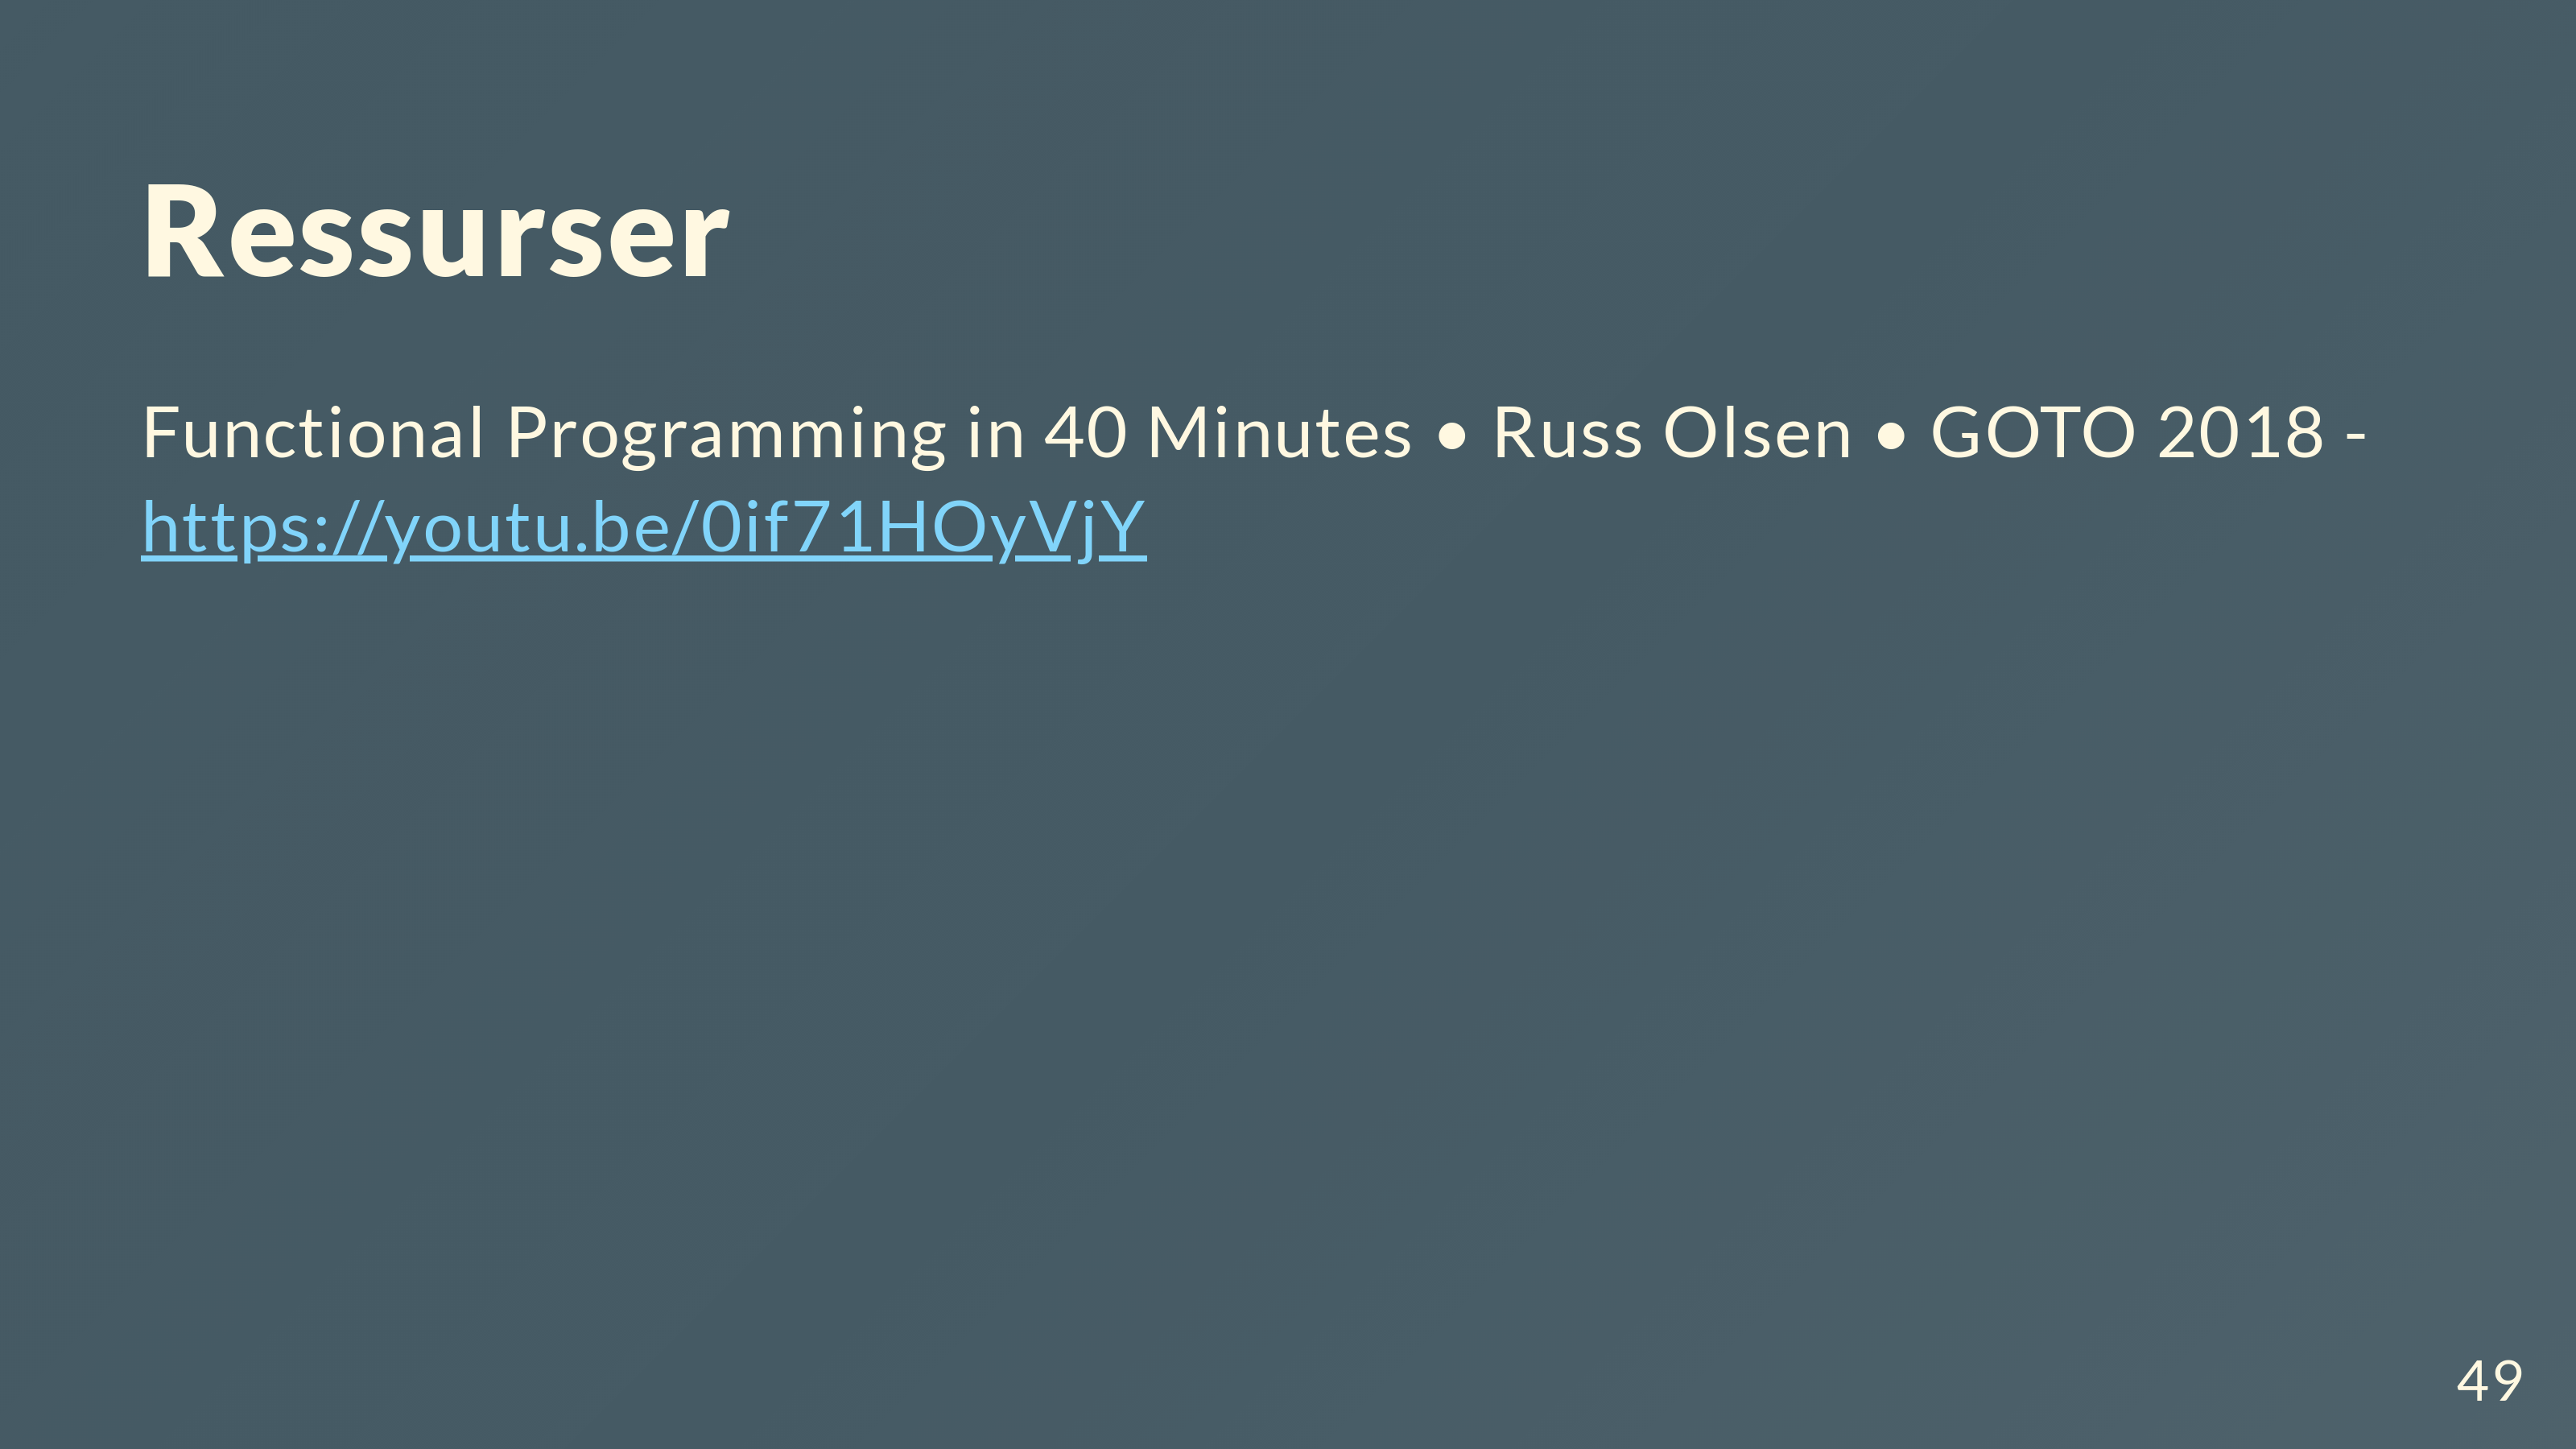 Ressurser
Functional Programming in 40 Minutes • Russ Olsen • GOTO 2018 -
https://youtu.be/0if71HOyVjY
49